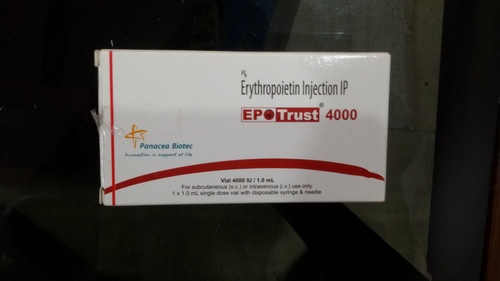 Rx
Erythropoietin Injection IP
EPOTrust® 4000
Panacea Biotec
Innovation in support of life
Vial 4000 IU / 1.0 mL
For subcutaneous (s.c.) or intravenous (i.v.) use only
1 x 1.0 mL single dose vial with disposable syringe & needle